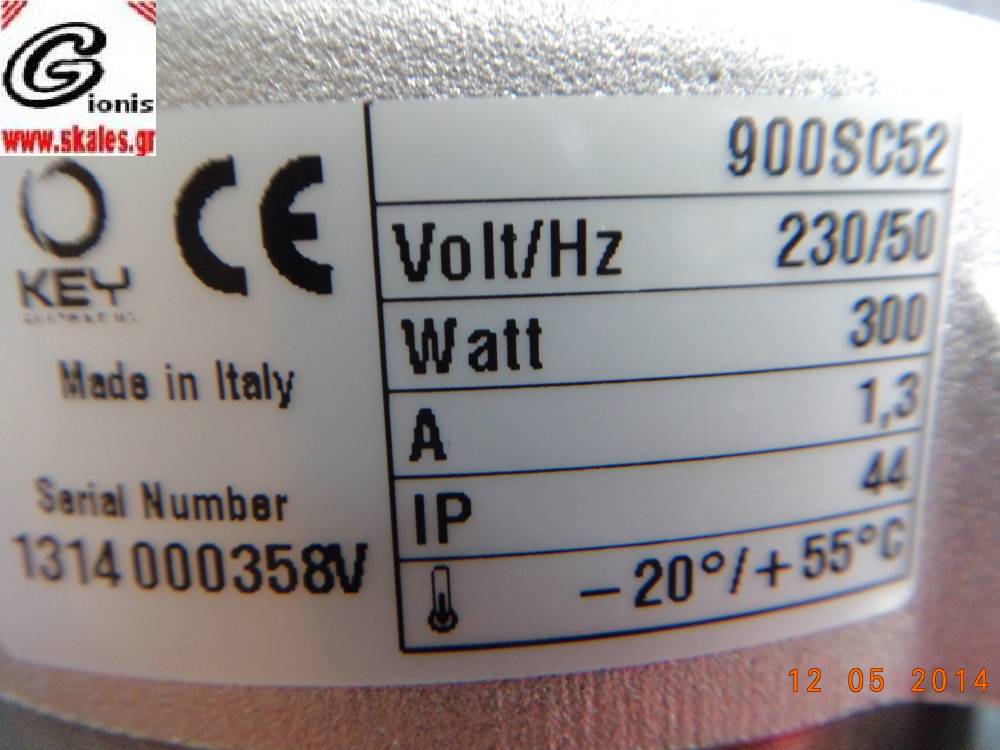 Gionis
www.skales.gr
KEY
CE
Made in Italy
Serial Number
1314000358V
900SC52
Volt/Hz 230/50
Watt 300
A 1,3
IP 44
–20°/+55°C
12 05 2014